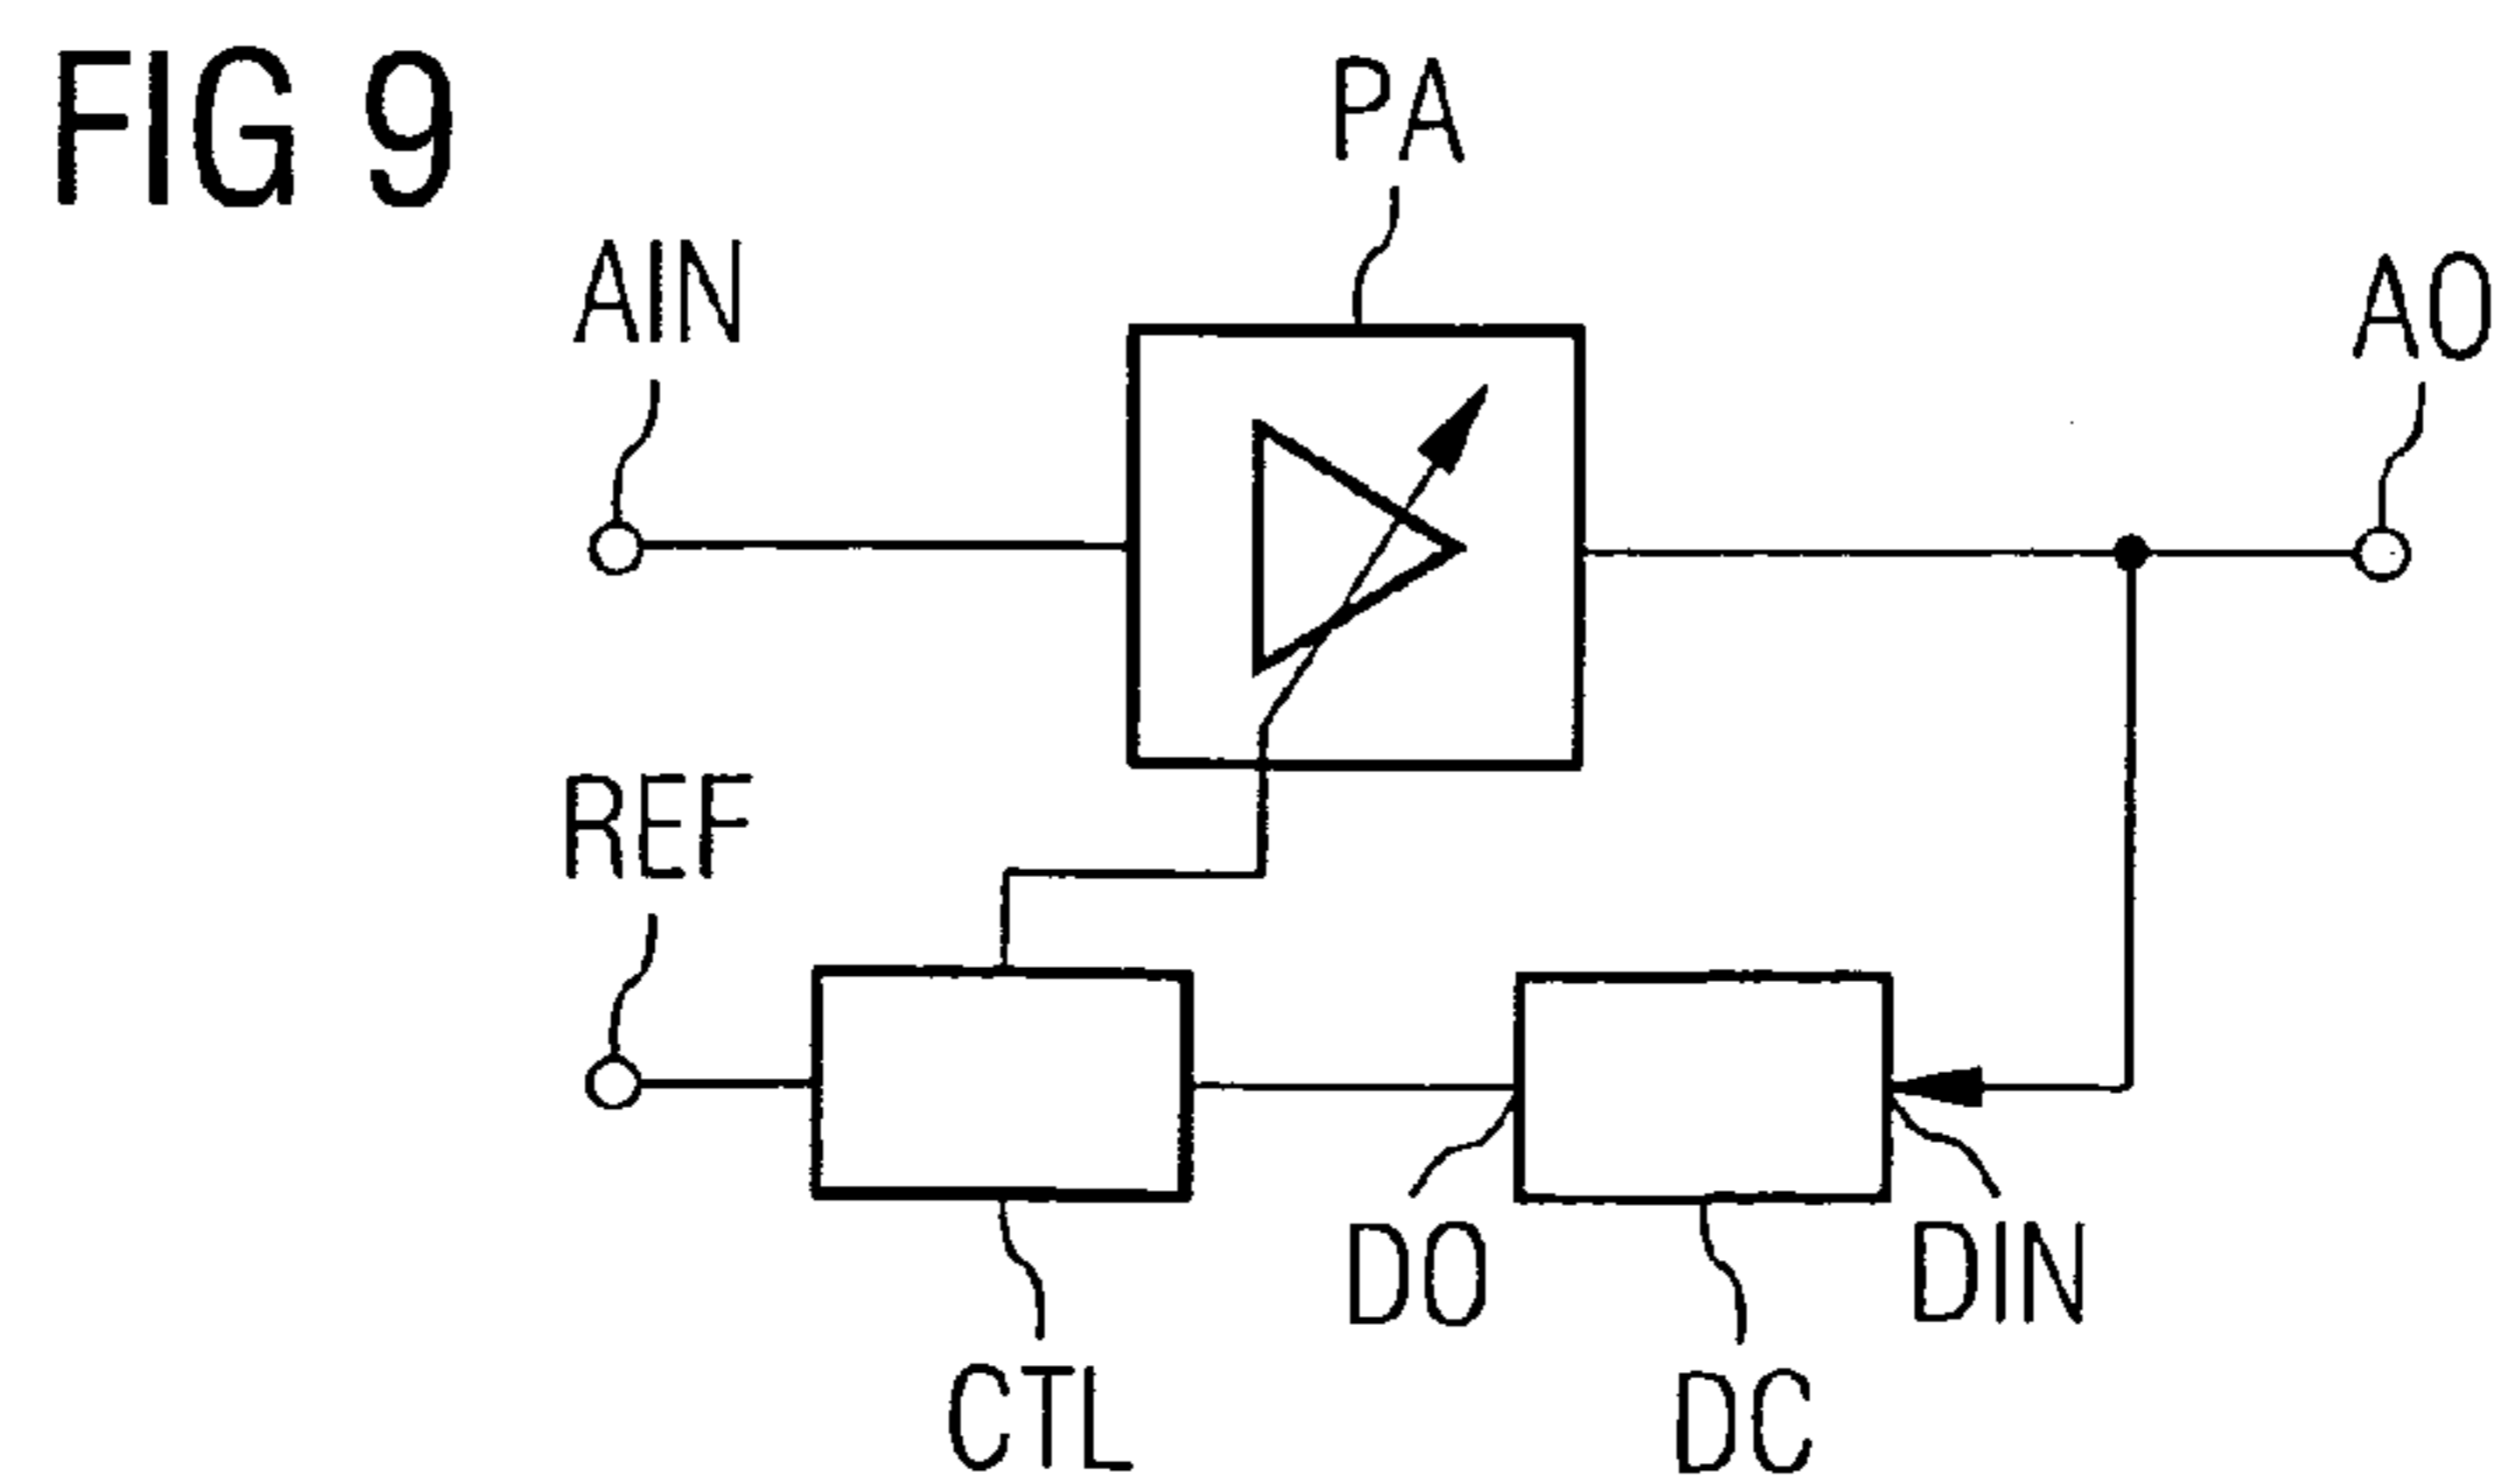 FIG 9
PA
AIN
AO
REF
DO
DIN
CTL
DC